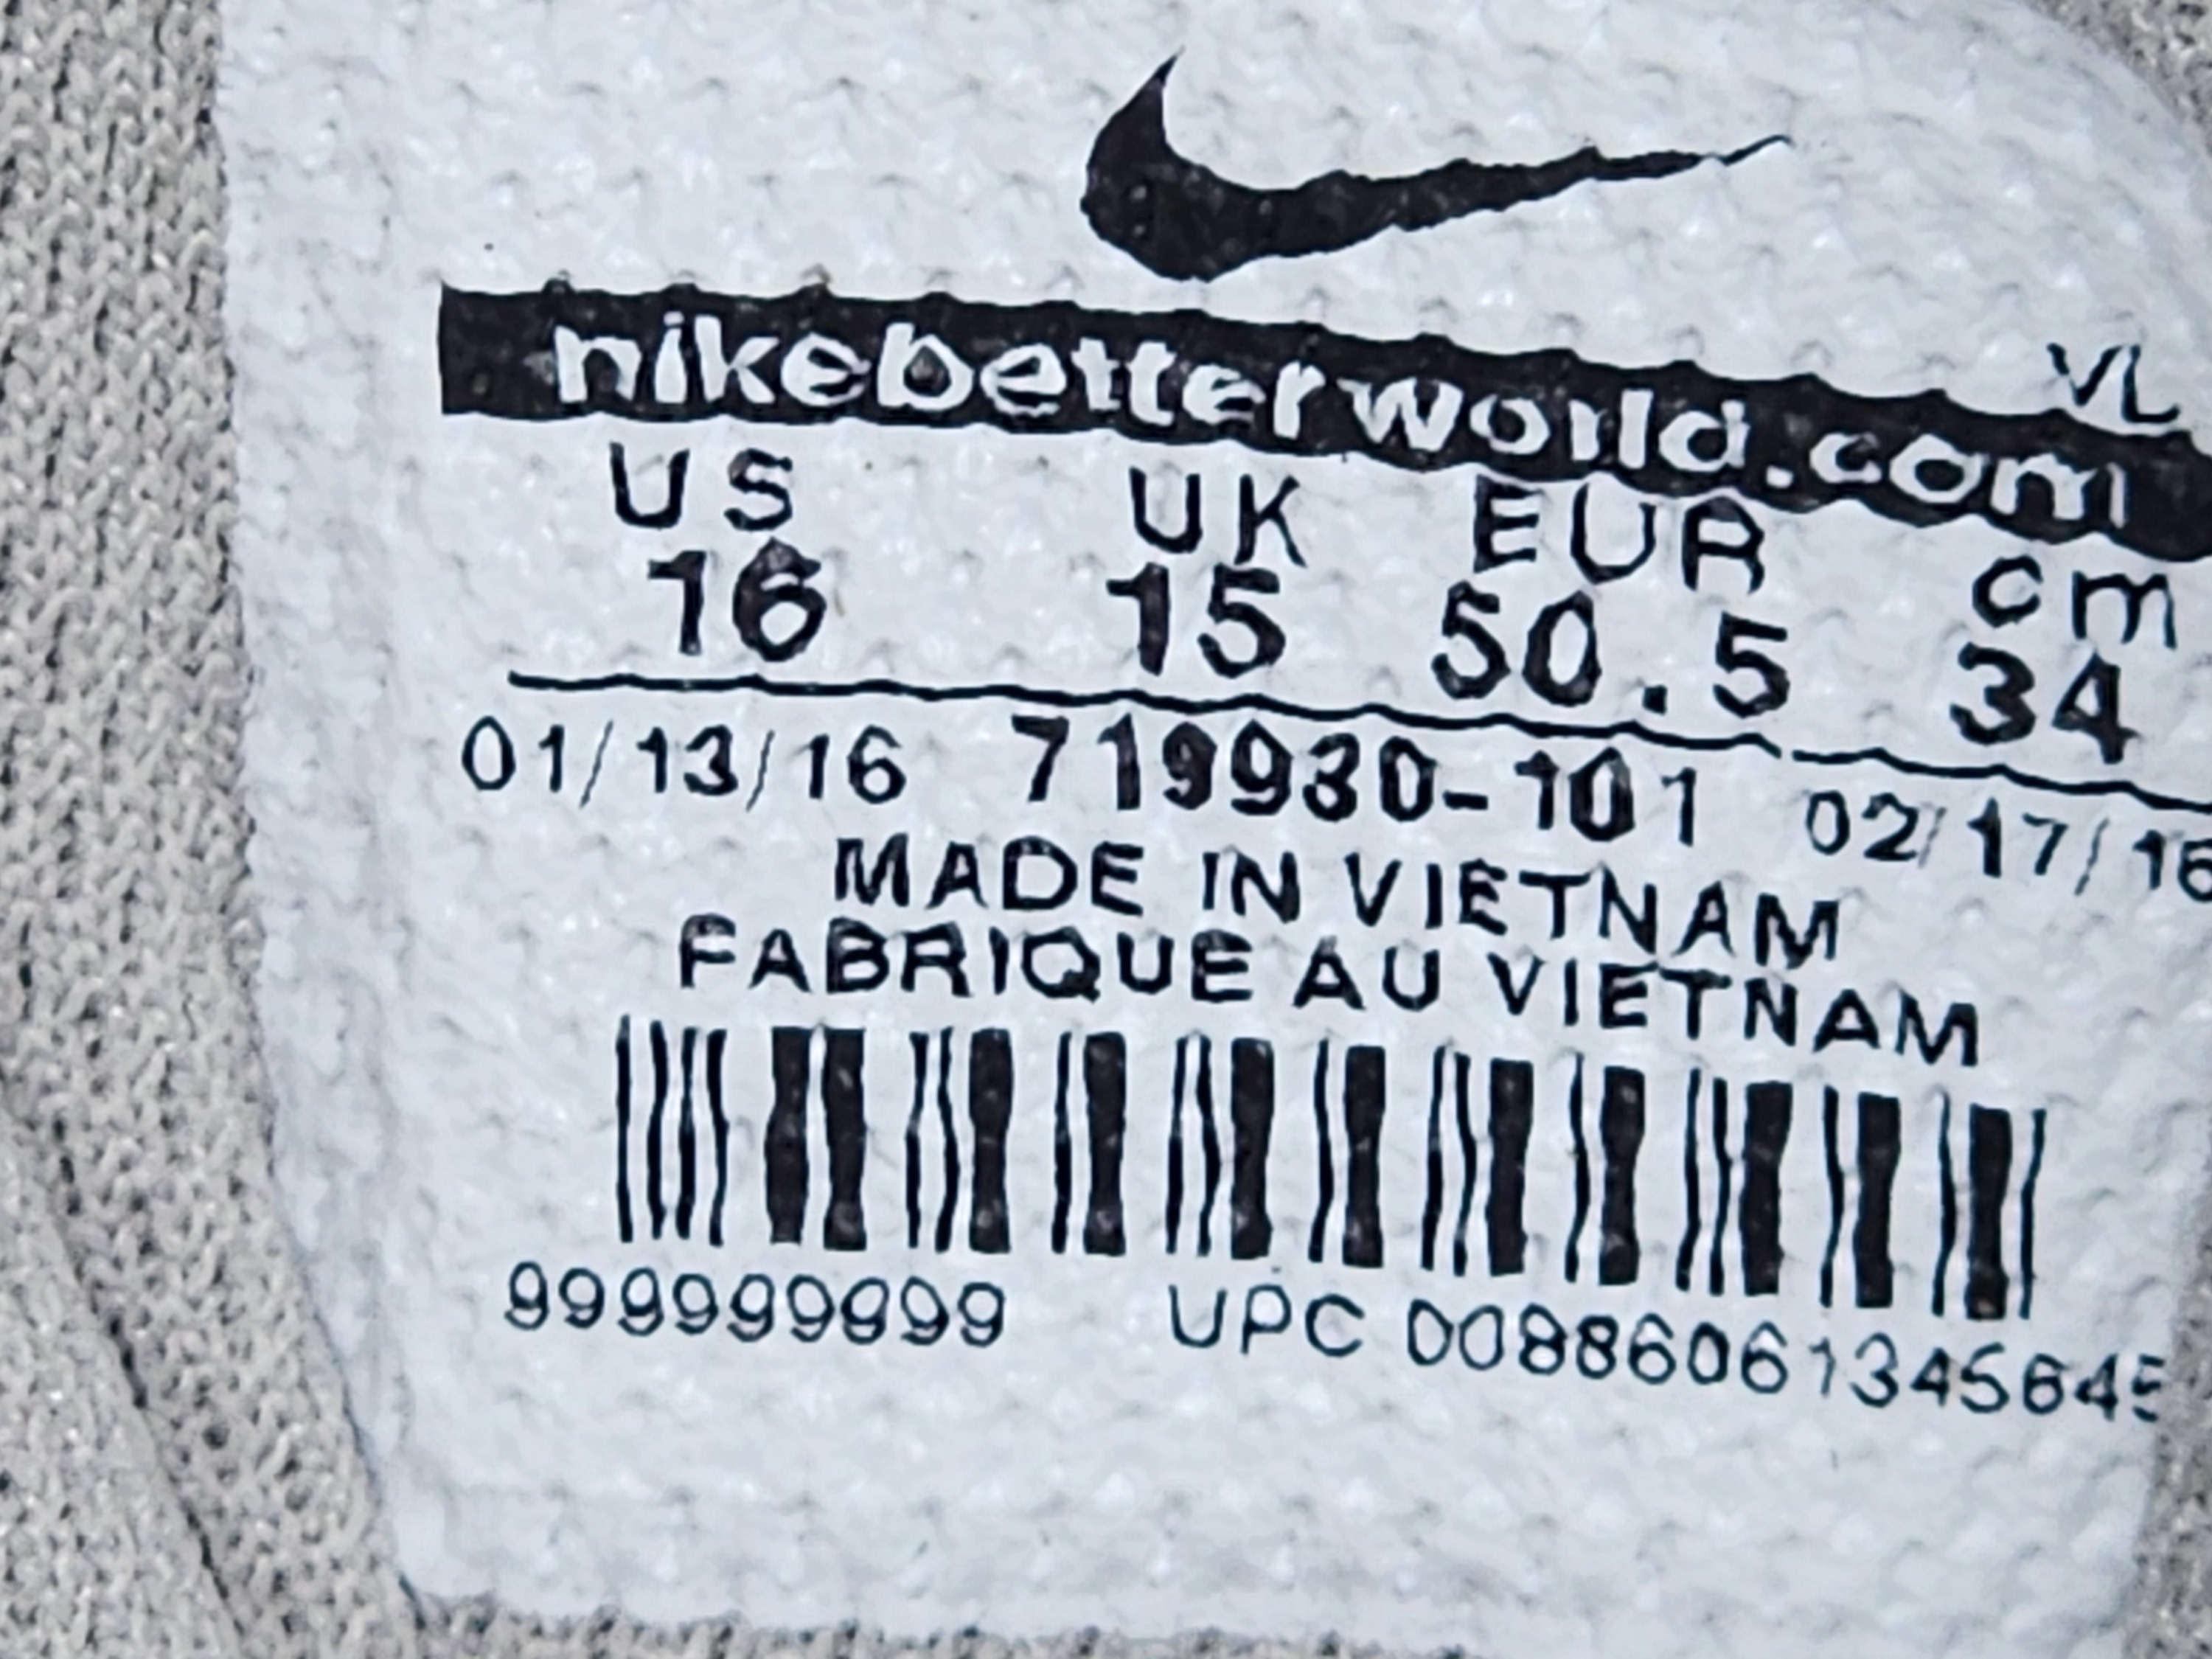 VL
nikebetterworld.com
US UK EUR cm
16 15 50.5 34
01/13/16 719930-101 02/17/16
MADE IN VIETNAM
FABRIQUE AU VIETNAM
999999999 UPC 00886061345645